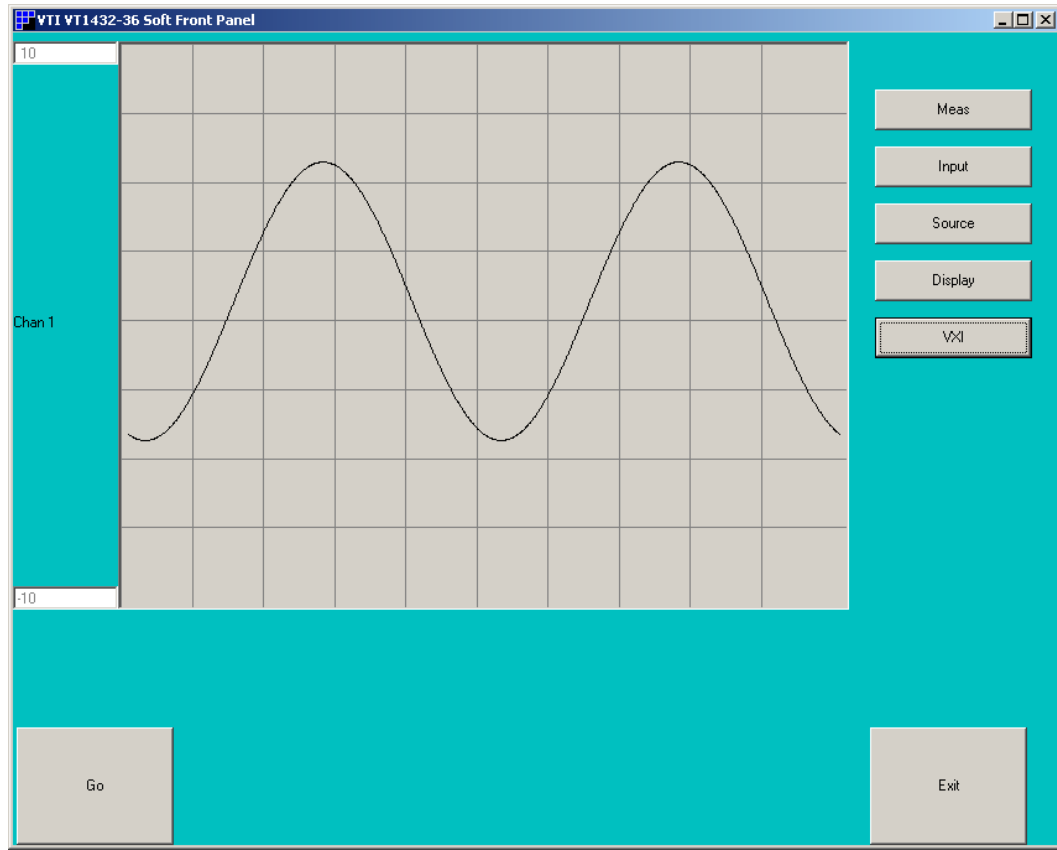 VTI VT1432-36 Soft Front Panel
10
Meas
Input
Source
Display
Chan 1
VXI
-10
Go
Exit